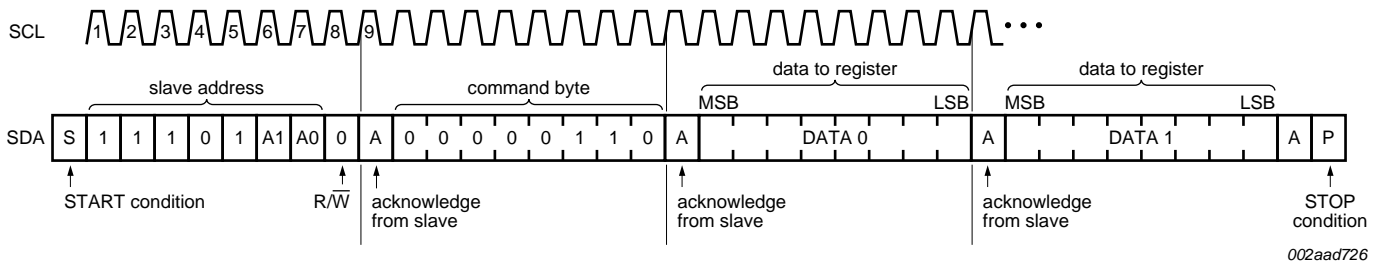 SCL 1 2 3 4 5 6 7 8 9
data to register data to register
slave address command byte
MSB LSB MSB LSB
SDA S 1 1 1 0 1 A1 A0 0 A 0 0 0 0 0 1 1 0 A DATA 0 A DATA 1 A P
START condition R/W̅ acknowledge from slave acknowledge from slave acknowledge from slave STOP condition
002aad726